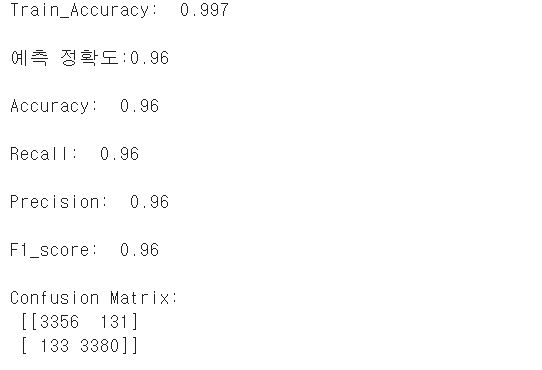 Train_Accuracy:  0.997
예측 정확도:0.96
Accuracy:  0.96
Recall:  0.96
Precision:  0.96
F1_score:  0.96
Confusion Matrix:
[[3356  131]
[ 133 3380]]